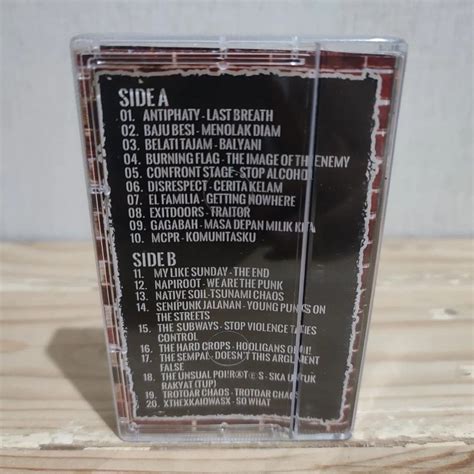 SIDE A
01. ANTIPHATY - LAST BREATH
02. BAJU BESI - MENOLAK DIAM
03. BELATI TAJAM - BALYANI
04. BURNING FLAG - THE IMAGE OF THE ENEMY
05. CONFRONT STAGE - STOP ALCOHOL
06. DISRESPECT - CERITA KELAM
07. EL FAMILIA - GETTING NOWHERE
08. EXITDOORS - TRAITOR
09. GAGABAH - MASA DEPAN MILIK KITA
10. MCPR - KOMUNITASKU
SIDE B
11. MY LIKE SUNDAY - THE END
12. NAPIROOT - WE ARE THE PUNK
13. NATIVE SOIL-TSUNAMI CHAOS
14. SENIPUNK JALANAN - YOUNG PUNKS ON
THE STREETS
15. THE SUBWAYS - STOP VIOLENCE TAKES
CONTROL
16. THE HARD CROPS - HOOLIGANS
17. THE SEMPAL - DOESN'T THIS ARGUMENT
FALSE
18. THE UNSUAL - SKA UNTUK
RAKYAT (TUP)
19. TROTOAR CHAOS - TROTOAR CHAOS
20. XTHEXKAIOWASX - SO WHAT